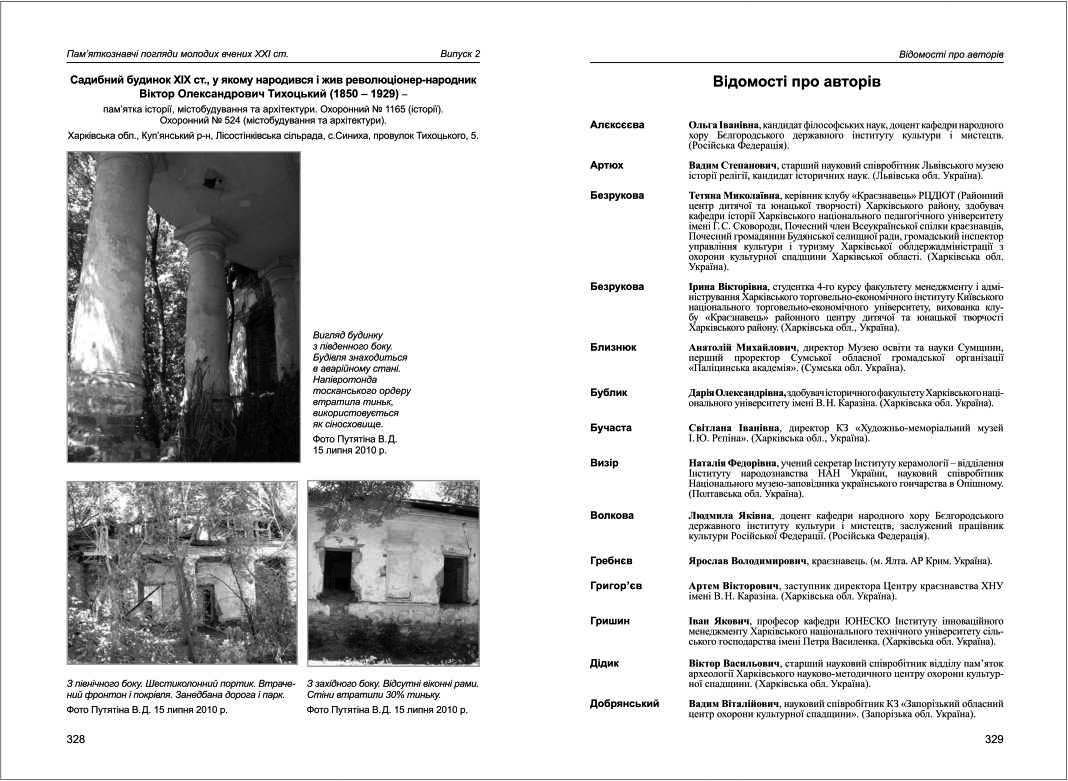 Пам’яткознавчі погляди молодих вчених XXI ст. Випуск 2
Садибний будинок XIX ст., у якому народився і жив революціонер-народник
Віктор Олександрович Тихоцький (1850 – 1929) –
пам’ятка історії, містобудування та архітектури. Охоронний № 1165 (історії).
Охоронний № 524 (містобудування та архітектури).
Харківська обл., Куп’янський р-н, Лісостінківська сільрада, с.Синиха, провулок Тихоцького, 5.
Вигляд будинку
з південного боку.
Будівля знаходиться
в аварійному стані.
Напівротонда
тосканського ордеру
втратила тиньк,
використовується
як сіносховище.
Фото Путятіна В.Д.
15 липня 2010 р.
З північного боку. Шестиколонний портик. Втраче-
ний фронтон і покрівля. Занедбана дорога і парк.
Фото Путятіна В.Д. 15 липня 2010 р.
З західного боку. Відсутні віконні рами.
Стіни втратили 30% тиньку.
Фото Путятіна В.Д. 15 липня 2010 р.
328
Відомості про авторів
Відомості про авторів
Алєксєєва Ольга Іванівна, кандидат філософських наук, доцент кафедри народного
хору Бєлгородського державного інституту культури і мистецтв.
(Російська Федерація).
Артюх Вадим Степанович, старший науковий співробітник Львівського музею
історії релігії, кандидат історичних наук. (Львівська обл. Україна).
Безрукова Тетяна Миколаївна, керівник клубу «Краєзнавець» РЦДЮТ (Районний
центр дитячої та юнацької творчості) Харківського району, здобувач
кафедри історії Харківського національного педагогічного університету
імені Г.С. Сковороди, Почесний член Всеукраїнської спілки краєзнавців,
Почесний громадянин Будянської селищної ради, громадський інспектор
управління культури і туризму Харківської облдержадміністрації з
охорони культурної спадщини Харківської області. (Харківська обл.
Україна).
Безрукова Ірина Вікторівна, студентка 4-го курсу факультету менеджменту і адмі-
ністрування Харківського торговельно-економічного інституту Київського
національного торговельно-економічного університету, вихованка клу-
бу «Краєзнавець» районного центру дитячої та юнацької творчості
Харківського району. (Харківська обл., Україна).
Близнюк Анатолій Михайлович, директор Музею освіти та науки Сумщини,
перший проректор Сумської обласної громадської організації
«Паліцинська академія». (Сумська обл. Україна).
Бублик Дарія Олександрівна, здобувач історичного факультету Харківського наці-
онального університету імені В.Н. Каразіна. (Харківська обл. Україна).
Бучаста Світлана Іванівна, директор КЗ «Художньо-меморіальний музей
І.Ю. Рєпіна». (Харківська обл., Україна).
Визір Наталія Федорівна, учений секретар Інституту керамології – відділення
Інституту народознавства НАН України, науковий співробітник
Національного музею-заповідника українського гончарства в Опішному.
(Полтавська обл. Україна).
Волкова Людмила Яківна, доцент кафедри народного хору Бєлгородського
державного інституту культури і мистецтв, заслужений працівник
культури Російської Федерації. (Російська Федерація).
Гребнєв Ярослав Володимирович, краєзнавець. (м. Ялта. АР Крим. Україна).
Григор’єв Артем Вікторович, заступник директора Центру краєзнавства ХНУ
імені В.Н. Каразіна. (Харківська обл. Україна).
Гришин Іван Якович, професор кафедри ЮНЕСКО Інституту інноваційного
менеджменту Харківського національного технічного університету сіль-
ського господарства імені Петра Василенка. (Харківська обл. Україна).
Дідик Віктор Васильович, старший науковий співробітник відділу пам’яток
археології Харківського науково-методичного центру охорони культур-
ної спадщини. (Харківська обл. Україна).
Добрянський Вадим Віталійович, науковий співробітник КЗ «Запорізький обласний
центр охорони культурної спадщини». (Запорізька обл. Україна).
329